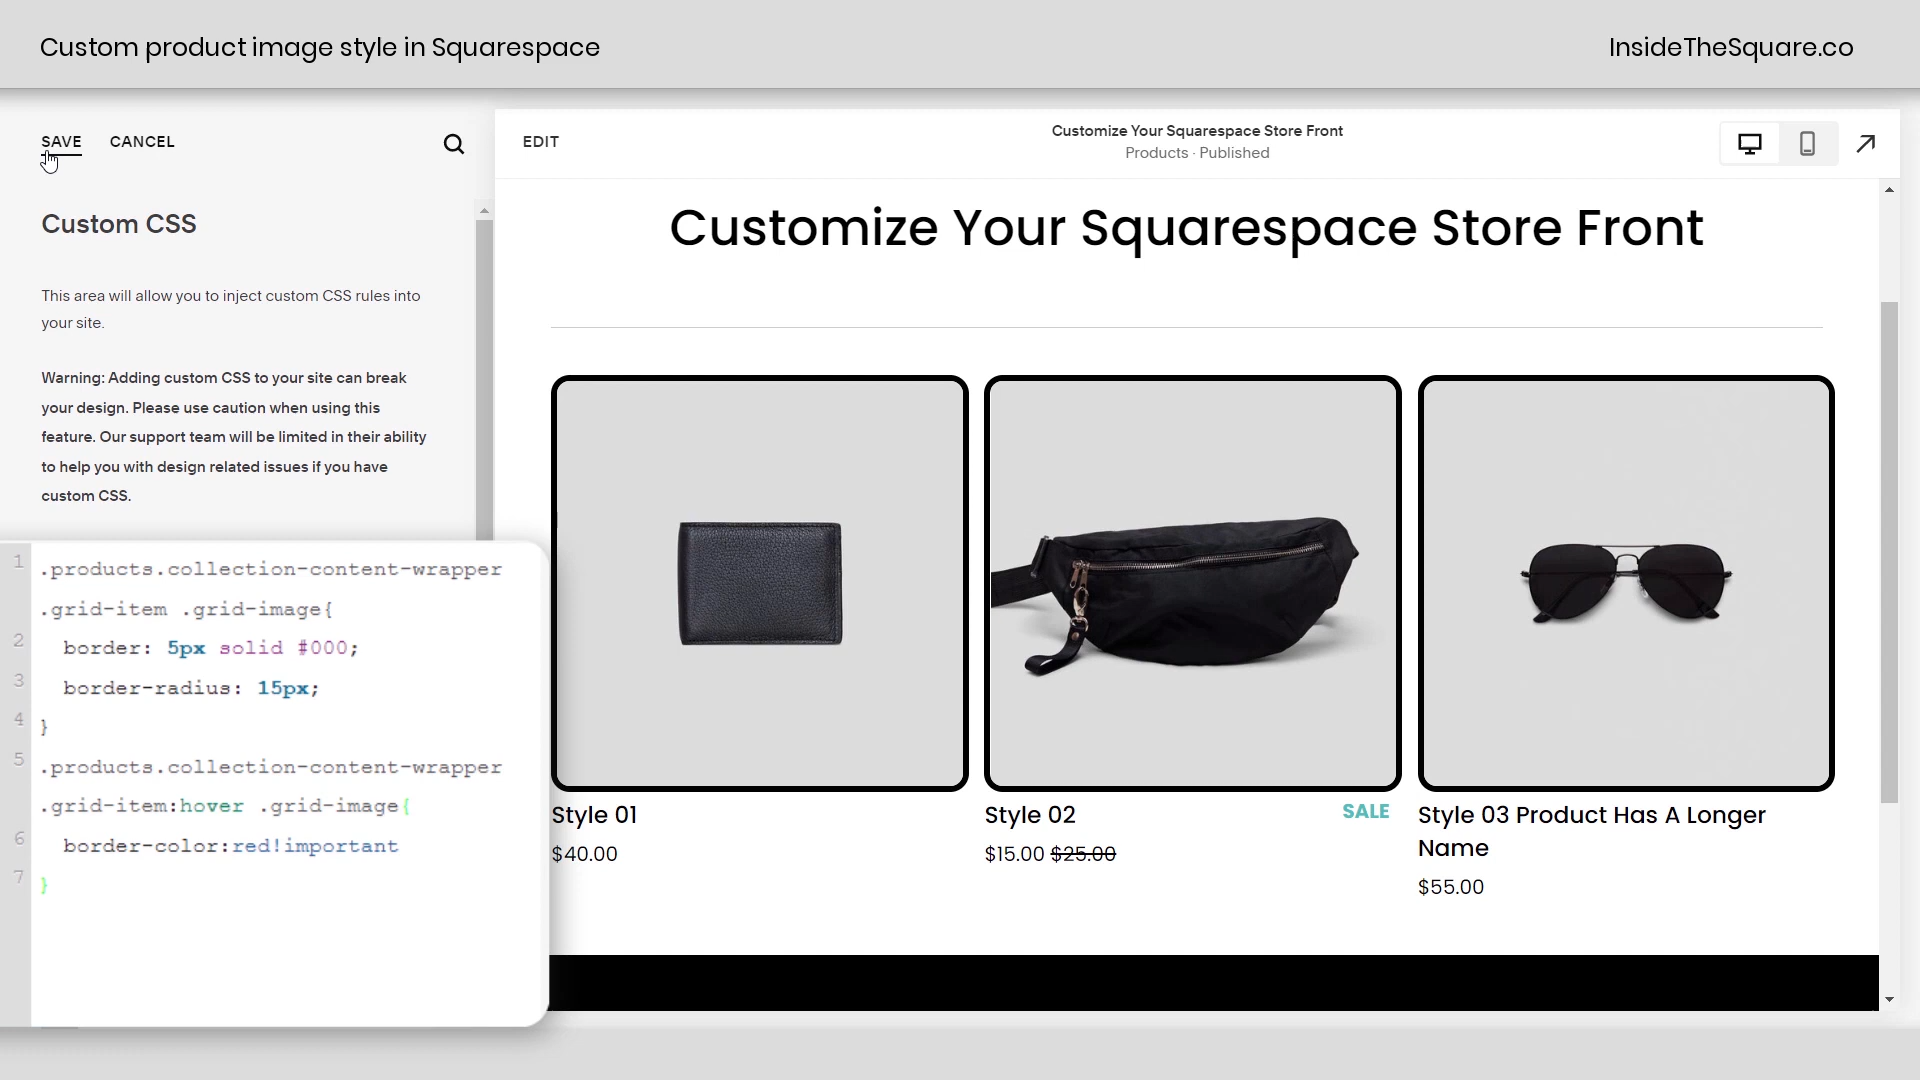 Custom product image style in Squarespace
InsideTheSquare.co
SAVE CANCEL
EDIT
Customize Your Squarespace Store Front
Products · Published
Custom CSS
This area will allow you to inject custom CSS rules into
your site.
Warning: Adding custom CSS to your site can break
your design. Please use caution when using this
feature. Our support team will be limited in their ability
to help you with design related issues if you have
custom CSS.
1 .products.collection-content-wrapper
.grid-item .grid-image{
2 border: 5px solid #000;
3 border-radius: 15px;
4 }
5 .products.collection-content-wrapper
.grid-item:hover .grid-image{
6 border-color:red!important
7 }
Customize Your Squarespace Store Front
Style 01
$40.00
Style 02
SALE
$15.00 $25.00
Style 03 Product Has A Longer
Name
$55.00